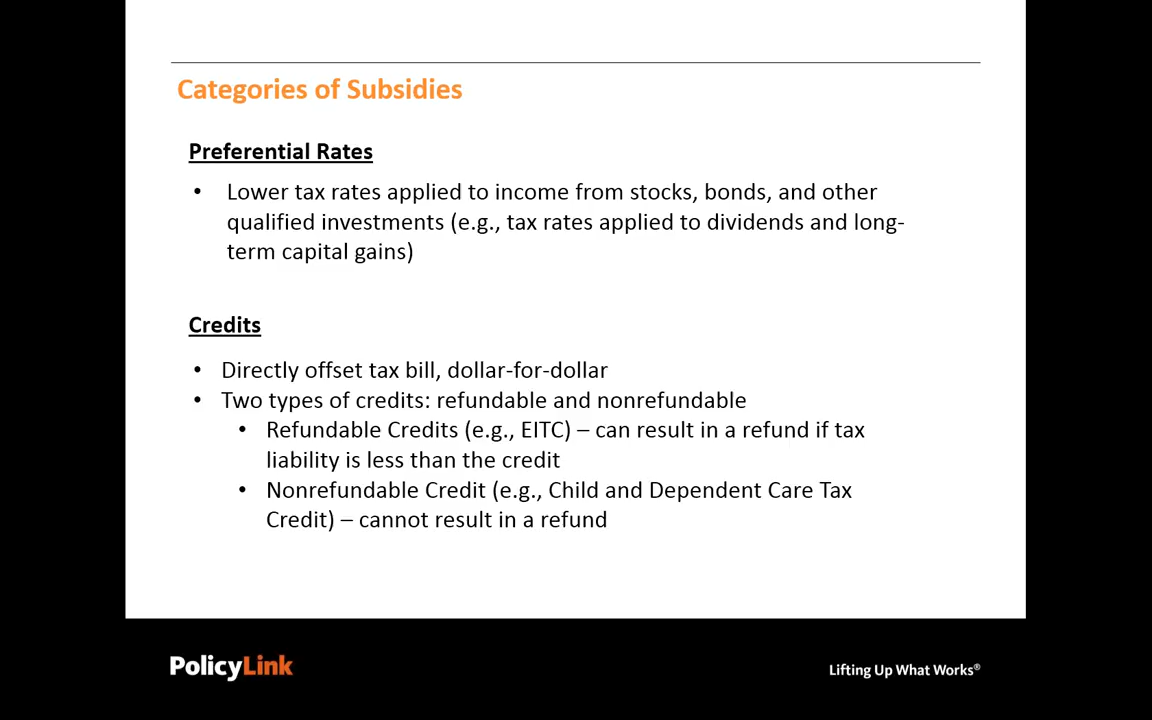 Categories of Subsidies
Preferential Rates
• Lower tax rates applied to income from stocks, bonds, and other
qualified investments (e.g., tax rates applied to dividends and long-
term capital gains)
Credits
• Directly offset tax bill, dollar-for-dollar
• Two types of credits: refundable and nonrefundable
• Refundable Credits (e.g., EITC) – can result in a refund if tax
liability is less than the credit
• Nonrefundable Credit (e.g., Child and Dependent Care Tax
Credit) – cannot result in a refund
PolicyLink
Lifting Up What Works®